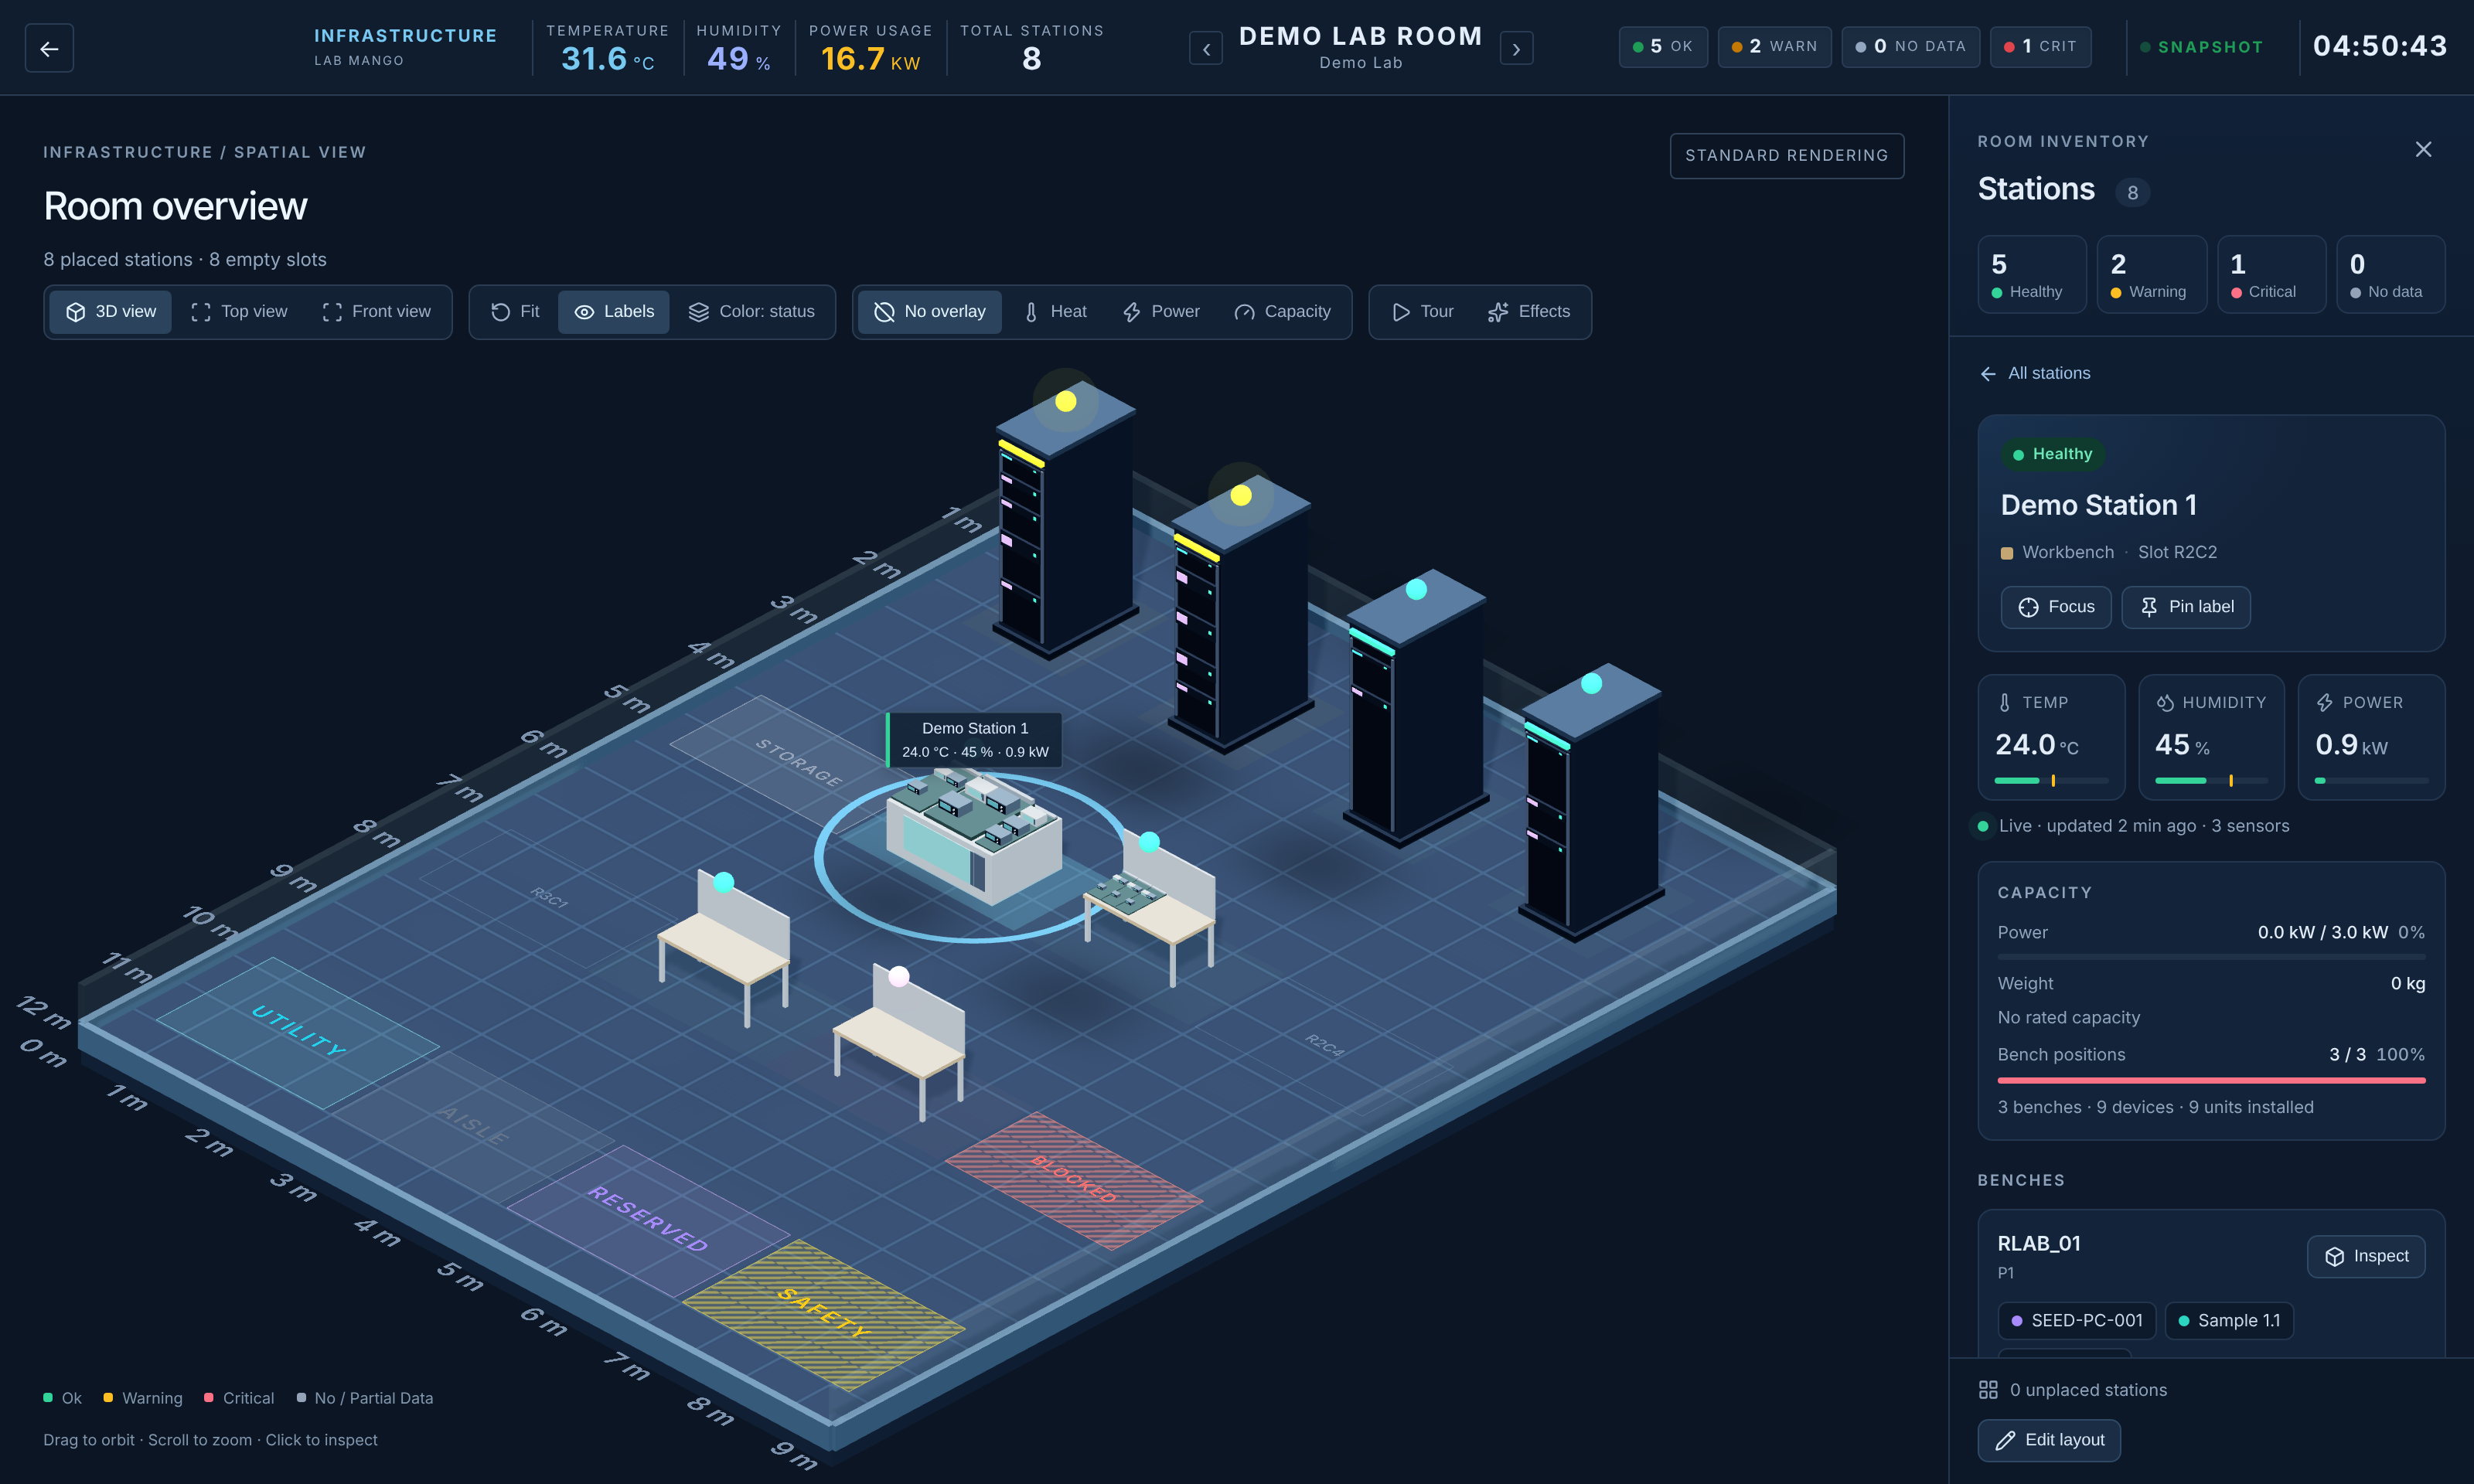 INFRASTRUCTURE
LAB MANGO
TEMPERATURE
31.6 °C
HUMIDITY
49 %
POWER USAGE
16.7 KW
TOTAL STATIONS
8
DEMO LAB ROOM
Demo Lab
5 OK
2 WARN
0 NO DATA
1 CRIT
SNAPSHOT
04:50:43
INFRASTRUCTURE / SPATIAL VIEW
STANDARD RENDERING
Room overview
8 placed stations · 8 empty slots
3D view
Top view
Front view
Fit
Labels
Color: status
No overlay
Heat
Power
Capacity
Tour
Effects
1 m
2 m
3 m
4 m
5 m
6 m
7 m
8 m
9 m
10 m
11 m
12 m
0 m
1 m
2 m
3 m
4 m
5 m
6 m
7 m
8 m
9 m
STORAGE
Demo Station 1
24.0 °C · 45 % · 0.9 kW
R3C1
R2C4
UTILITY
AISLE
RESERVED
SAFETY
BLOCKED
Ok
Warning
Critical
No / Partial Data
Drag to orbit · Scroll to zoom · Click to inspect
ROOM INVENTORY
Stations 8
5
Healthy
2
Warning
1
Critical
0
No data
All stations
Healthy
Demo Station 1
Workbench · Slot R2C2
Focus
Pin label
TEMP
24.0 °C
HUMIDITY
45 %
POWER
0.9 kW
Live · updated 2 min ago · 3 sensors
CAPACITY
Power 0.0 kW / 3.0 kW 0%
Weight 0 kg
No rated capacity
Bench positions 3 / 3 100%
3 benches · 9 devices · 9 units installed
BENCHES
RLAB_01
P1
Inspect
SEED-PC-001
Sample 1.1
0 unplaced stations
Edit layout